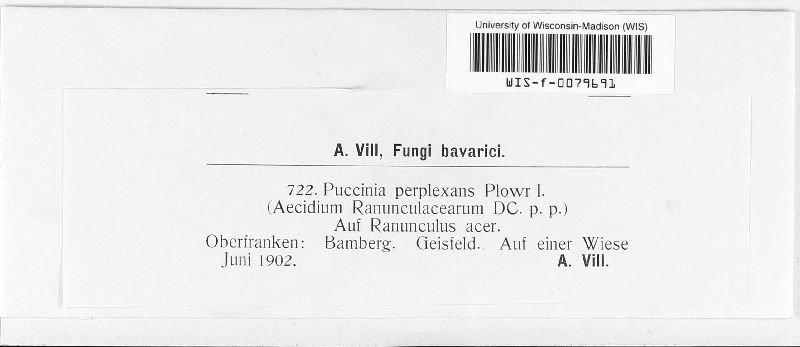 University of Wisconsin-Madison (WIS)
WIS-f-0079691
A. Vill, Fungi bavarici.
722. Puccinia perplexans Plowr I.
(Aecidium Ranunculacearum DC. p. p.)
Auf Ranunculus acer.
Oberfranken: Bamberg. Geisfeld. Auf einer Wiese
Juni 1902. A. Vill.